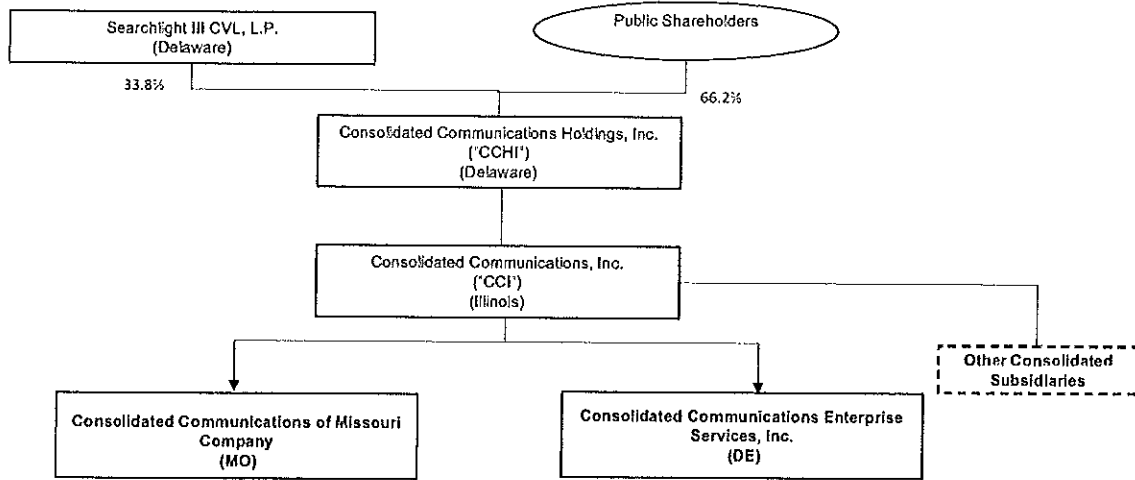 Searchlight III CVL, L.P.
(Delaware)
Public Shareholders
33.8%
66.2%
Consolidated Communications Holdings, Inc.
("CCHI")
(Delaware)
Consolidated Communications, Inc.
("CCI")
(Illinois)
Other Consolidated
Subsidiaries
Consolidated Communications of Missouri
Company
(MO)
Consolidated Communications Enterprise
Services, Inc.
(DE)